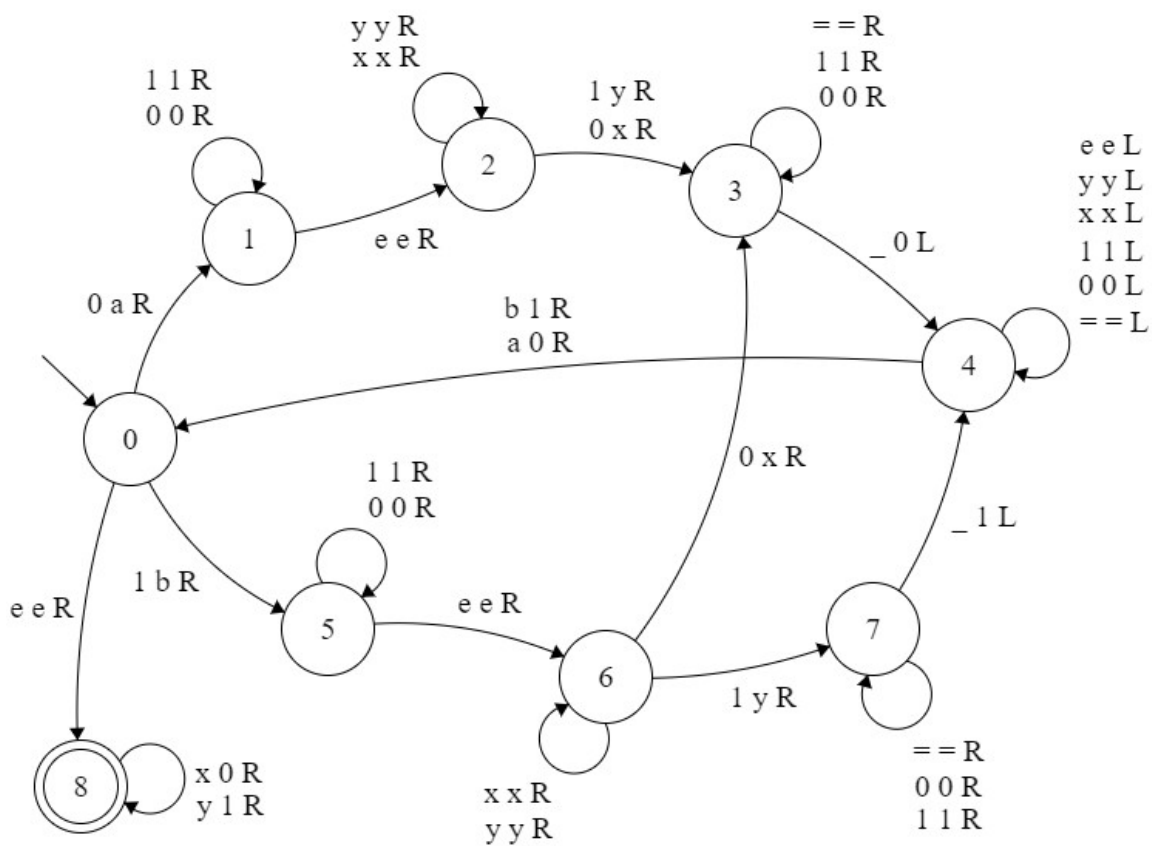 y y R
x x R
= = R
1 1 R
0 0 R
1 1 R
0 0 R
1 y R
0 x R
2
3
e e L
y y L
x x L
1 1 L
0 0 L
= = L
1
e e R
_ 0 L
0 a R
b 1 R
a 0 R
4
0
0 x R
1 1 R
0 0 R
_ 1 L
1 b R
e e R
e e R
5
7
6
1 y R
8
x 0 R
y 1 R
x x R
y y R
= = R
0 0 R
1 1 R